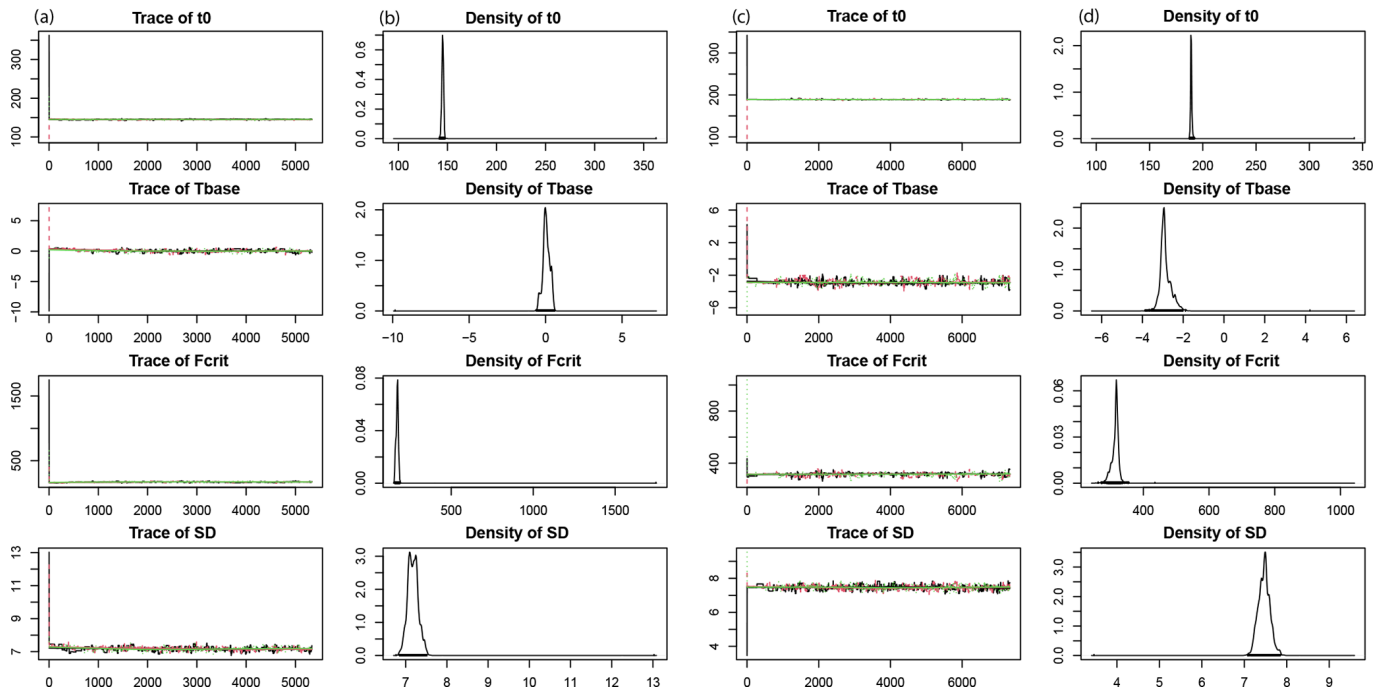 (a) Trace of t0 (b) Density of t0 (c) Trace of t0 (d) Density of t0
100 150 200 300
0 1000 2000 3000 4000 5000
0.0 0.2 0.4 0.6
100 150 200 250 300 350
100 200 300
0 2000 4000 6000
0.0 1.0 2.0
100 150 200 250 300 350
Trace of Tbase Density of Tbase Trace of Tbase Density of Tbase
−10 −5 0 5
0 1000 2000 3000 4000 5000
0.0 1.0 2.0
−10 −5 0 5
−6 −2 2 6
0 2000 4000 6000
0.0 1.0 2.0
−6 −4 −2 0 2 4 6
Trace of Fcrit Density of Fcrit Trace of Fcrit Density of Fcrit
500 1500
0 1000 2000 3000 4000 5000
0.00 0.04 0.08
500 1000 1500
400 800
0 2000 4000 6000
0.00 0.03 0.06
400 600 800 1000
Trace of SD Density of SD Trace of SD Density of SD
7 9 11 13
0 1000 2000 3000 4000 5000
0.0 1.0 2.0 3.0
7 8 9 10 11 12 13
4 6 8
0 2000 4000 6000
0.0 1.0 2.0 3.0
4 5 6 7 8 9